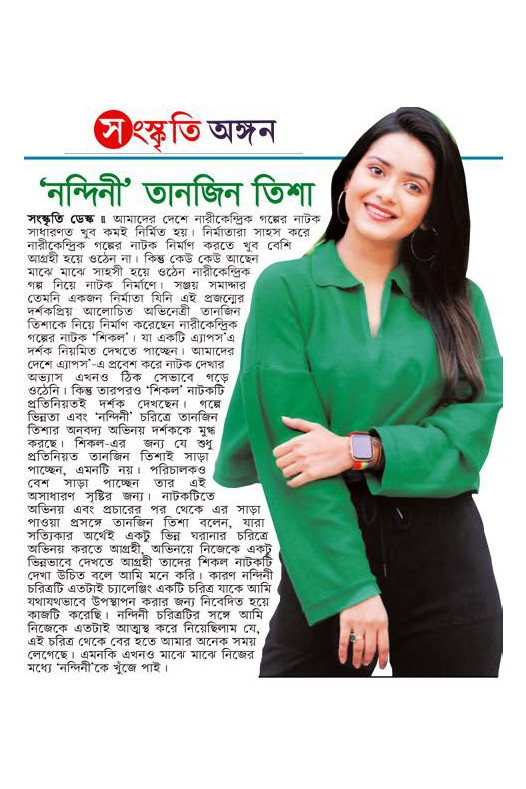 সংস্কৃতি অঙ্গন
‘নন্দিনী’ তানজিন তিশা
সংস্কৃতি ডেস্ক ॥ আমাদের দেশে নারীকেন্দ্রিক গল্পের নাটক
সাধারণত খুব কমই নির্মিত হয়। নির্মাতারা সাহস করে
নারীকেন্দ্রিক গল্পের নাটক নির্মাণ করতে খুব বেশি
আগ্রহী হয়ে ওঠেন না। কিন্তু কেউ কেউ আছেন
মাঝে মাঝে সাহসী হয়ে ওঠেন নারীকেন্দ্রিক
গল্প নিয়ে নাটক নির্মাণে। সঞ্জয় সমাদ্দার
তেমনি একজন নির্মাতা যিনি এই প্রজন্মের
দর্শকপ্রিয় আলোচিত অভিনেত্রী তানজিন
তিশাকে নিয়ে নির্মাণ করেছেন নারীকেন্দ্রিক
গল্পের নাটক ‘শিকল’। যা একটি এ্যাপস’এ
দর্শক নিয়মিত দেখতে পাচ্ছেন। আমাদের
দেশে এ্যাপস’-এ প্রবেশ করে নাটক দেখার
অভ্যাস এখনও ঠিক সেভাবে গড়ে
ওঠেনি। কিন্তু তারপরও ‘শিকল’ নাটকটি
প্রতিনিয়তই দর্শক দেখছেন। গল্পে
ভিন্নতা এবং ‘নন্দিনী’ চরিত্রে তানজিন
তিশার অনবদ্য অভিনয় দর্শককে মুগ্ধ
করছে। শিকল-এর জন্য যে শুধু
প্রতিনিয়ত তানজিন তিশাই সাড়া
পাচ্ছেন, এমনটি নয়। পরিচালকও
বেশ সাড়া পাচ্ছেন তার এই
অসাধারণ সৃষ্টির জন্য। নাটকটিতে
অভিনয় এবং প্রচারের পর থেকে এর সাড়া
পাওয়া প্রসঙ্গে তানজিন তিশা বলেন, যারা
সত্যিকার অর্থেই একটু ভিন্ন ঘরানার চরিত্রে
অভিনয় করতে আগ্রহী, অভিনয়ে নিজেকে একটু
ভিন্নভাবে দেখতে আগ্রহী তাদের শিকল নাটকটি
দেখা উচিত বলে আমি মনে করি। কারণ নন্দিনী
চরিত্রটি এতটাই চ্যালেঞ্জিং একটি চরিত্র যাকে আমি
যথাযথভাবে উপস্থাপন করার জন্য নিবেদিত হয়ে
কাজটি করেছি। নন্দিনী চরিত্রটির সঙ্গে আমি
নিজেকে এতটাই আত্মস্থ করে নিয়েছিলাম যে,
এই চরিত্র থেকে বের হতে আমার অনেক সময়
লেগেছে। এমনকি এখনও মাঝে মাঝে নিজের
মধ্যে ‘নন্দিনী’কে খুঁজে পাই।